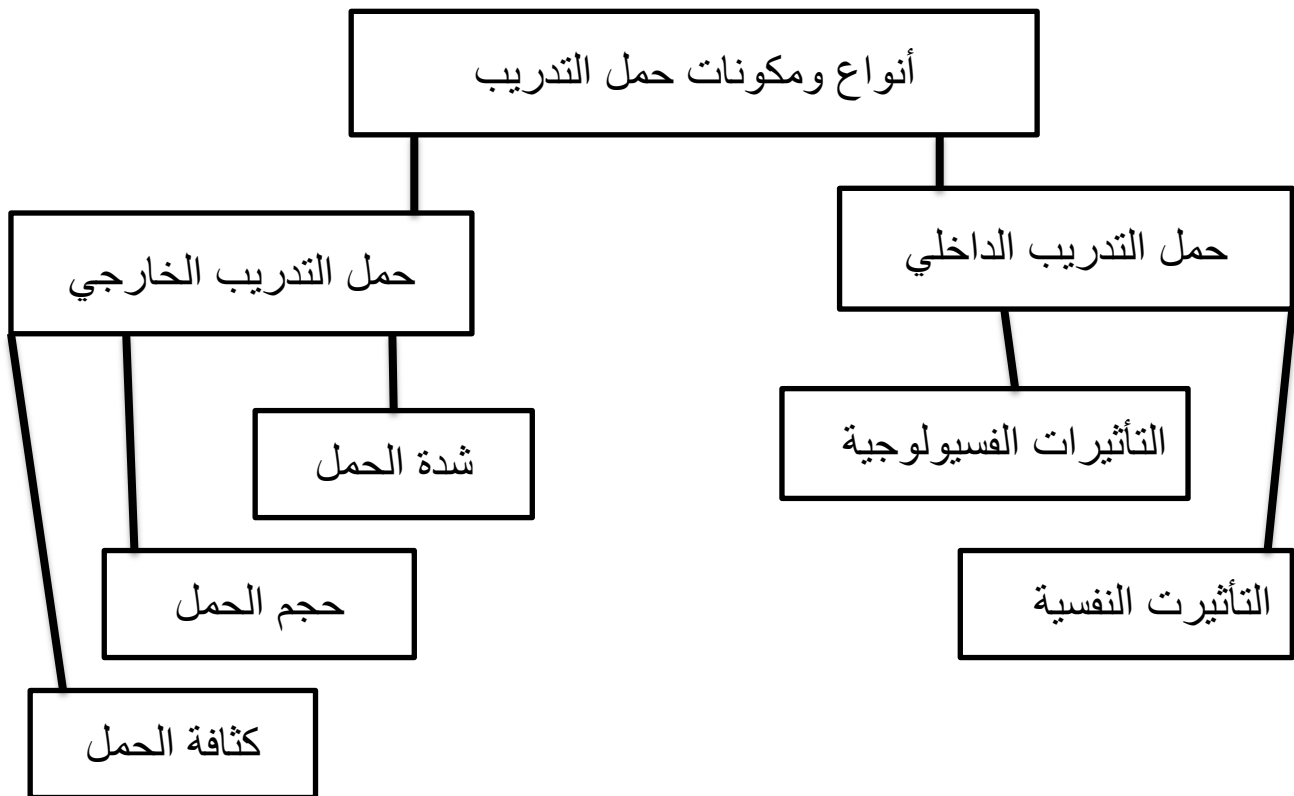 أنواع ومكونات حمل التدريب
حمل التدريب الداخلي
حمل التدريب الخارجي
التأثيرات الفسيولوجية
شدة الحمل
التأثيرت النفسية
حجم الحمل
كثافة الحمل